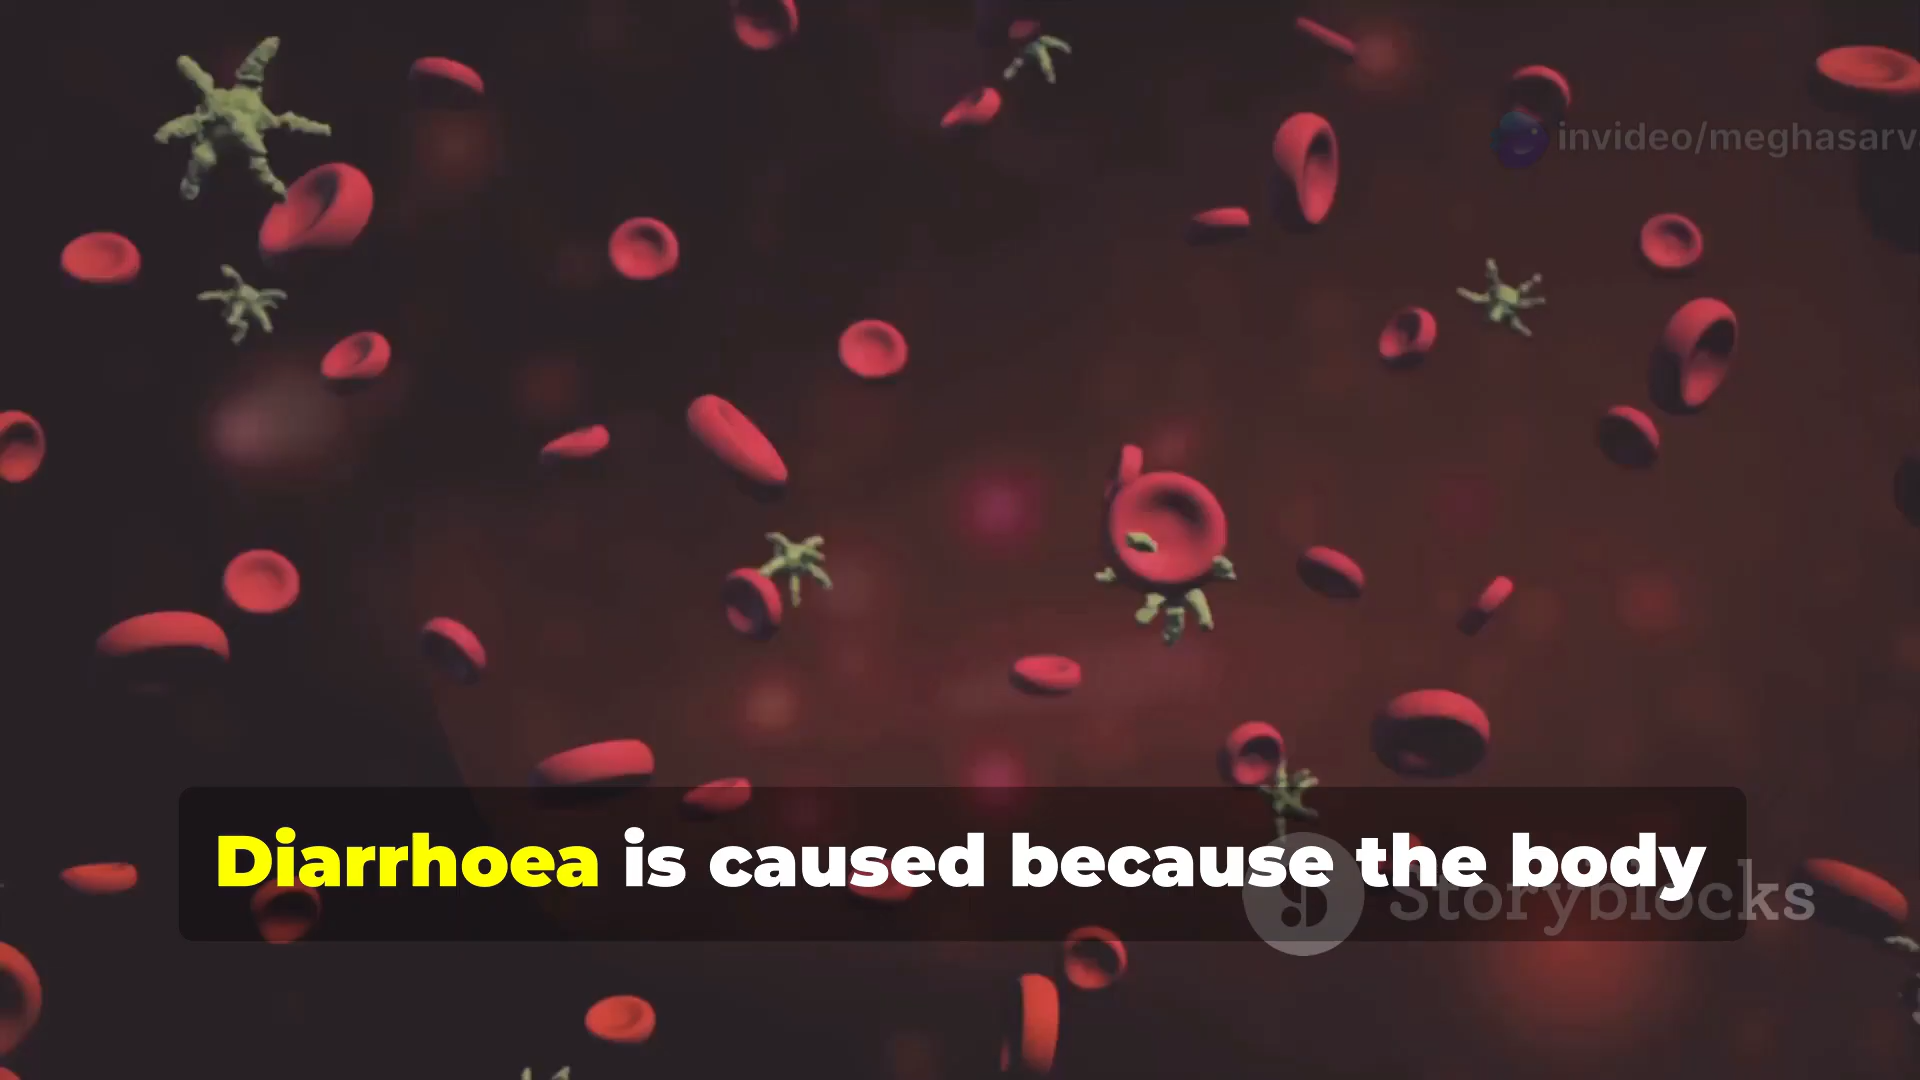 invideo/meghasarv
Diarrhoea is caused because the body
Storyblocks